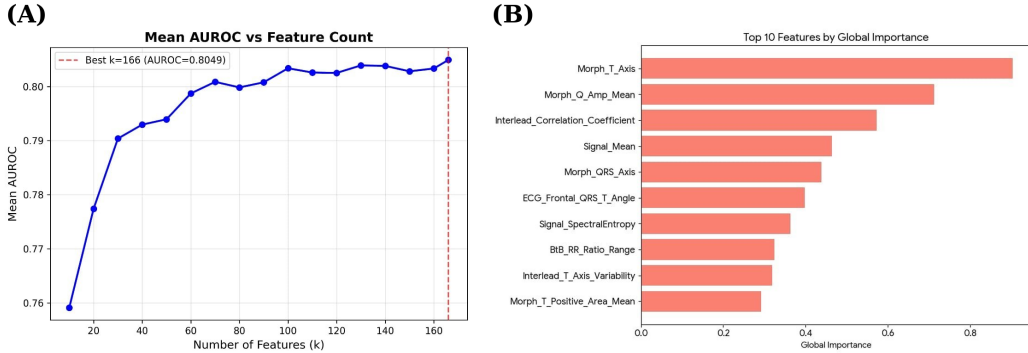 (A)
Mean AUROC vs Feature Count
Best k=166 (AUROC=0.8049)
Mean AUROC
0.80
0.79
0.78
0.77
0.76
20 40 60 80 100 120 140 160
Number of Features (k)
(B)
Top 10 Features by Global Importance
Morph_T_Axis
Morph_Q_Amp_Mean
Interlead_Correlation_Coefficient
Signal_Mean
Morph_QRS_Axis
ECG_Frontal_QRS_T_Angle
Signal_SpectralEntropy
BtB_RR_Ratio_Range
Interlead_T_Axis_Variability
Morph_T_Positive_Area_Mean
0.0 0.2 0.4 0.6 0.8
Global Importance